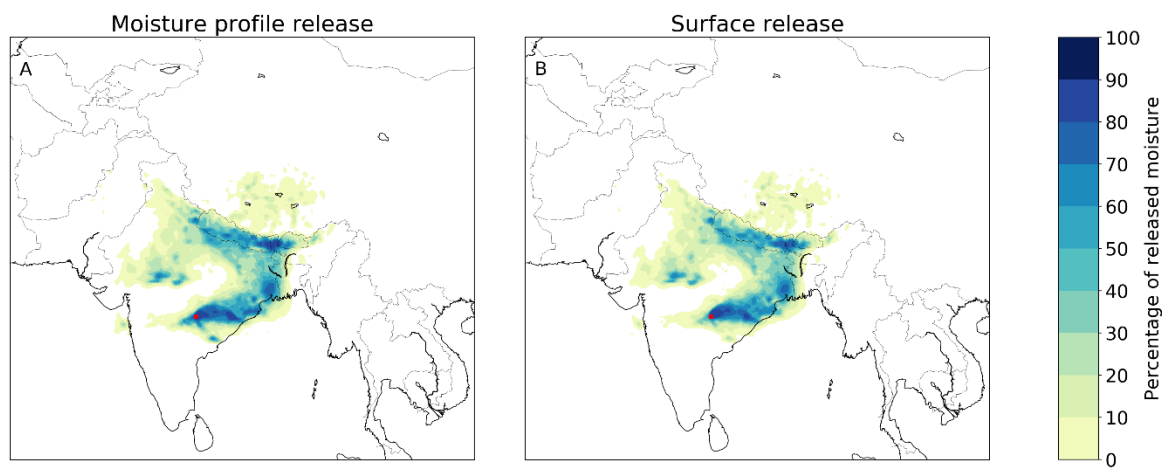 Moisture profile release
Surface release
A
B
100
90
80
70
60
50
40
30
20
10
0
Percentage of released moisture